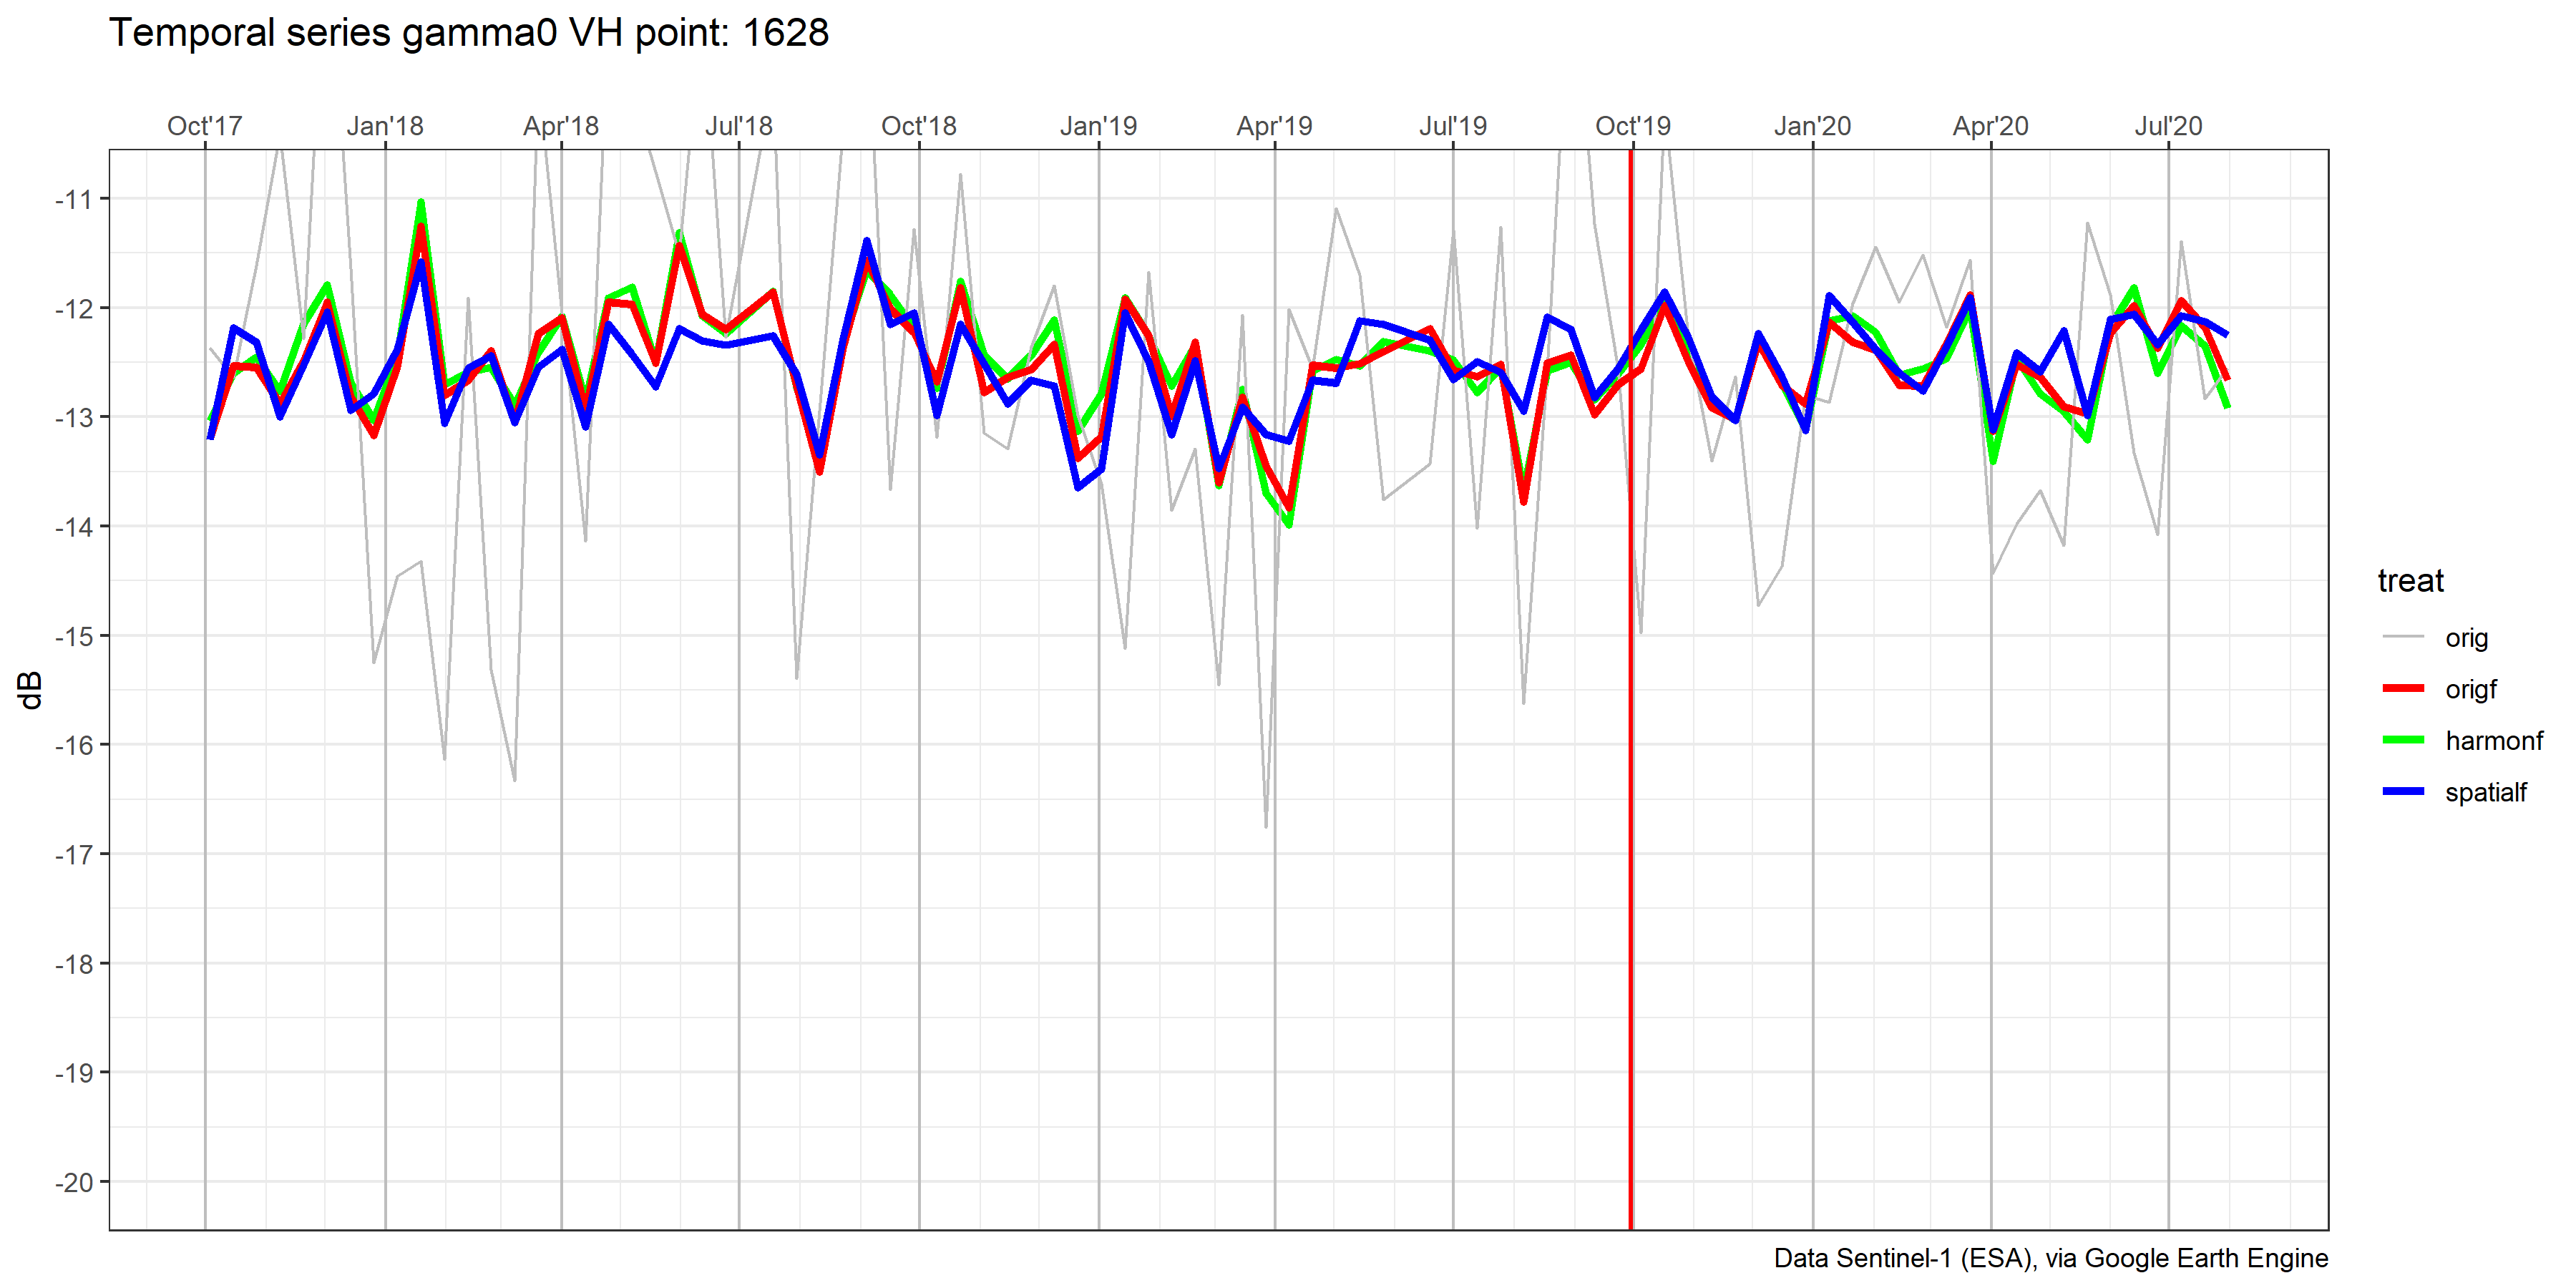 Temporal series gamma0 VH point: 1628
Oct'17 Jan'18 Apr'18 Jul'18 Oct'18 Jan'19 Apr'19 Jul'19 Oct'19 Jan'20 Apr'20 Jul'20
-11
-12
-13
-14
-15
-16
-17
-18
-19
-20
dB
treat
orig
origf
harmonf
spatialf
Data Sentinel-1 (ESA), via Google Earth Engine